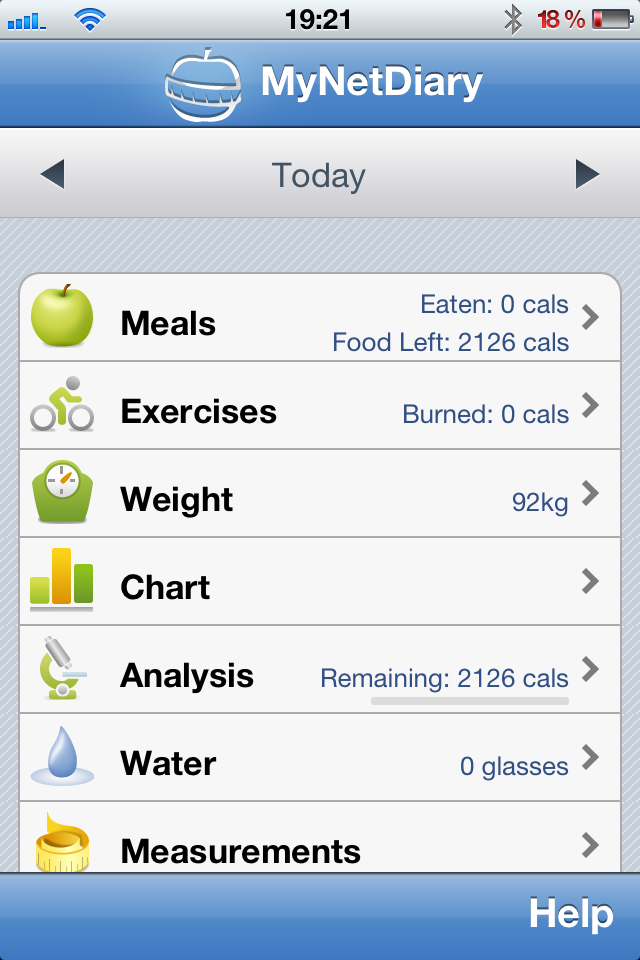 19:21
18 %
MyNetDiary
Today
Meals
Eaten: 0 cals
Food Left: 2126 cals
Exercises
Burned: 0 cals
Weight
92kg
Chart
Analysis
Remaining: 2126 cals
Water
0 glasses
Measurements
Help